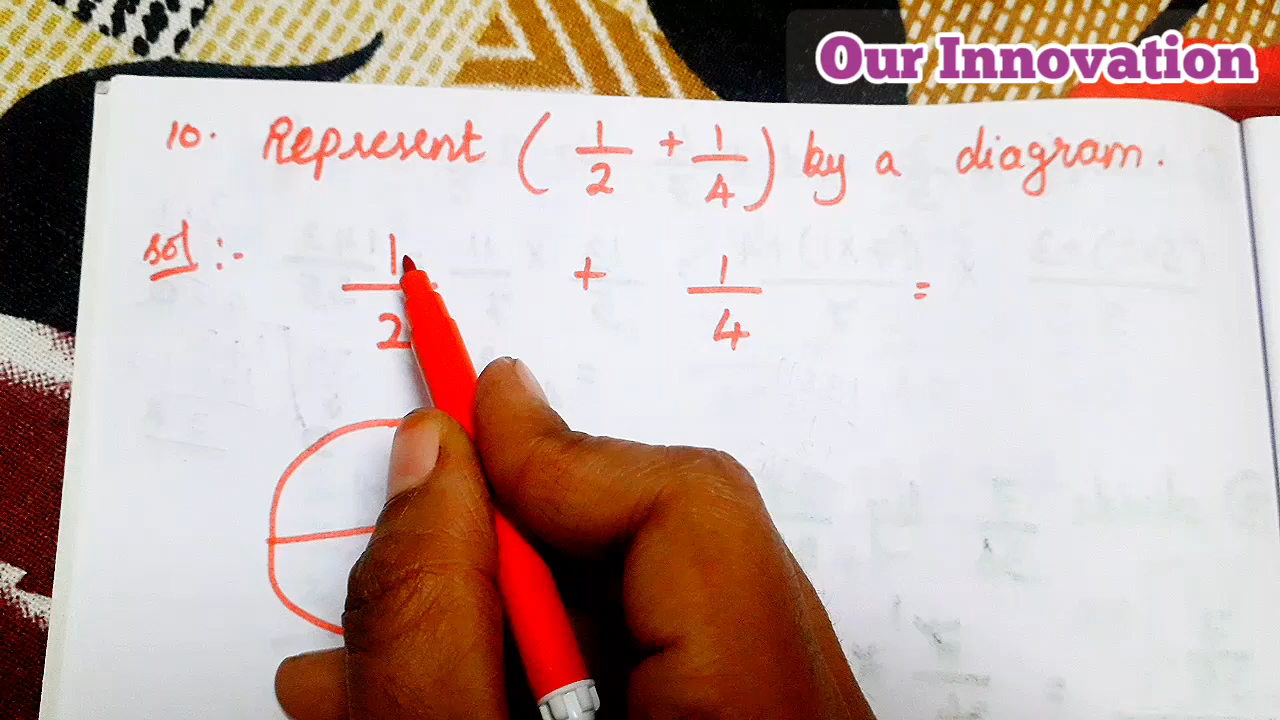 Our Innovation
10. Represent ( 1/2 + 1/4 ) by a diagram.
Sol :- 1/2 + 1/4 =